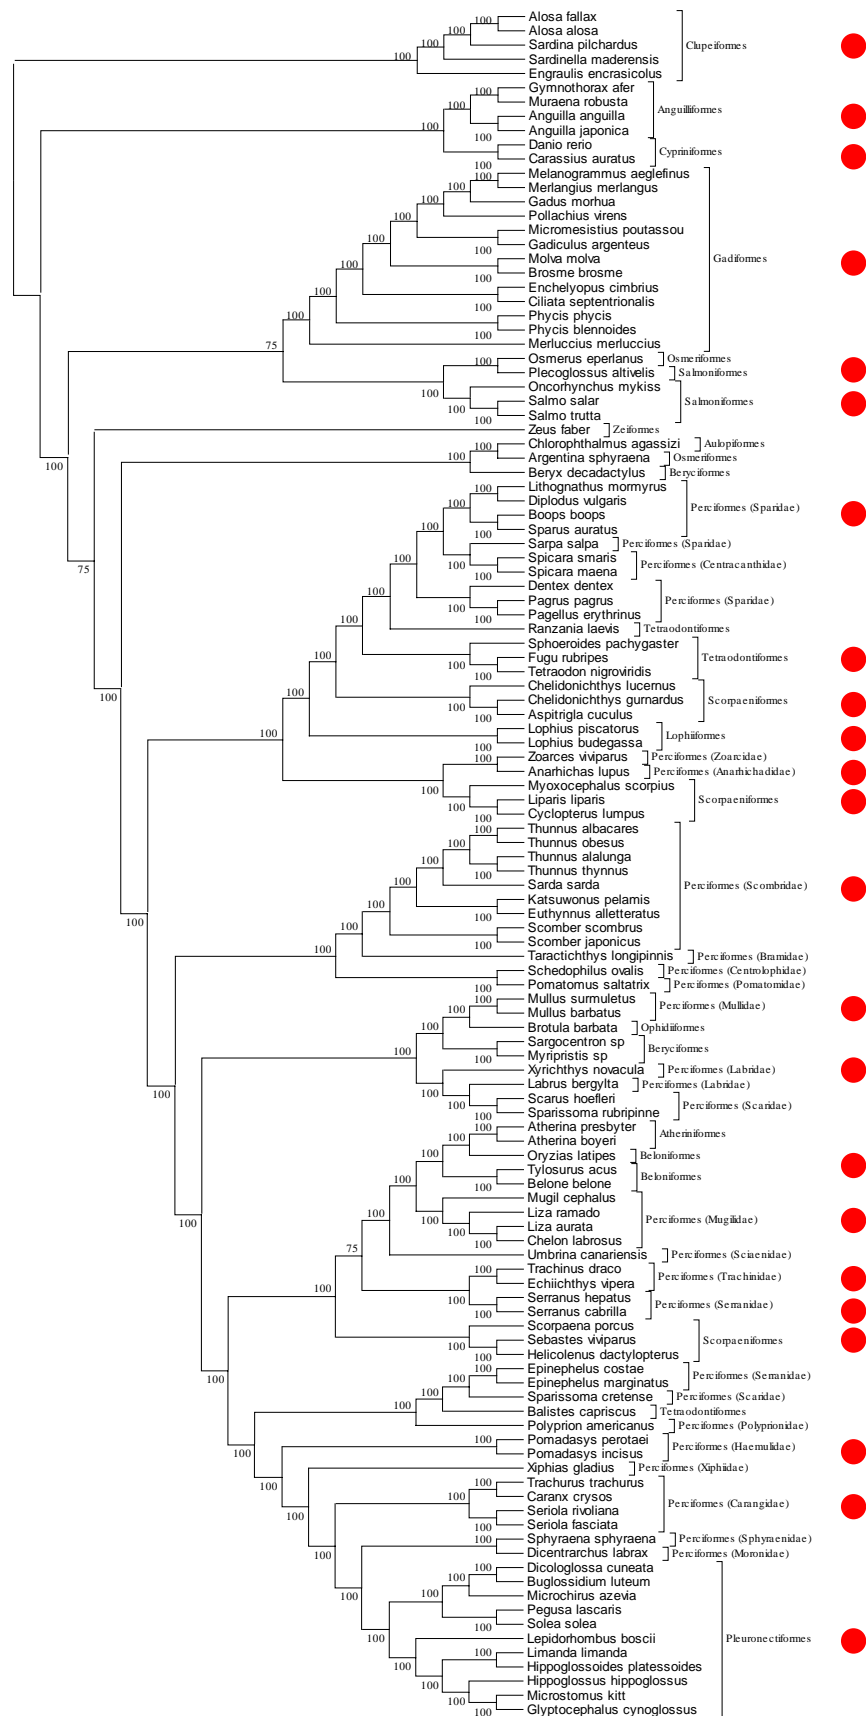 Alosa fallax
Alosa alosa
Sardina pilchardus
Sardinella maderensis
Engraulis encrasicolus
Clupeiformes
Gymnothorax afer
Muraena robusta
Anguilla anguilla
Anguilla japonica
Anguilliformes
Danio rerio
Carassius auratus
Cypriniformes
Melanogrammus aeglefinus
Merlangius merlangus
Gadus morhua
Pollachius virens
Micromesistius poutassou
Gadiculus argenteus
Molva molva
Brosme brosme
Enchelyopus cimbrius
Ciliata septentrionalis
Phycis phycis
Phycis blennoides
Merluccius merluccius
Gadiformes
Osmerus eperlanus Osmeriformes
Plecoglossus altivelis Salmoniformes
Oncorhynchus mykiss
Salmo salar
Salmo trutta
Salmoniformes
Zeus faber Zeiformes
Chlorophthalmus agassizi Aulopiformes
Argentina sphyraena Osmeriformes
Beryx decadactylus Beryciformes
Lithognathus mormyrus
Diplodus vulgaris
Boops boops
Sparus auratus
Perciformes (Sparidae)
Sarpa salpa Perciformes (Sparidae)
Spicara smaris
Spicara maena
Perciformes (Centracanthidae)
Dentex dentex
Pagrus pagrus
Pagellus erythrinus
Perciformes (Sparidae)
Ranzania laevis Tetraodontiformes
Sphoeroides pachygaster
Fugu rubripes
Tetraodon nigroviridis
Tetraodontiformes
Chelidonichthys lucernus
Chelidonichthys gurnardus
Aspitrigla cuculus
Scorpaeniformes
Lophius piscatorus
Lophius budegassa
Lophiiformes
Zoarces viviparus Perciformes (Zoarcidae)
Anarhichas lupus Perciformes (Anarhichadidae)
Myoxocephalus scorpius
Liparis liparis
Cyclopterus lumpus
Scorpaeniformes
Thunnus albacares
Thunnus obesus
Thunnus alalunga
Thunnus thynnus
Sarda sarda
Katsuwonus pelamis
Euthynnus alletteratus
Scomber scombrus
Scomber japonicus
Perciformes (Scombridae)
Taractichthys longipinnis Perciformes (Bramidae)
Schedophilus ovalis Perciformes (Centrolophidae)
Pomatomus saltatrix Perciformes (Pomatomidae)
Mullus surmuletus
Mullus barbatus
Perciformes (Mullidae)
Brotula barbata Ophidiiformes
Sargocentron sp
Myripristis sp
Beryciformes
Xyrichthys novacula Perciformes (Labridae)
Labrus bergylta Perciformes (Labridae)
Scarus hoefleri
Sparissoma rubripinne
Perciformes (Scaridae)
Atherina presbyter
Atherina boyeri
Atheriniformes
Oryzias latipes Beloniformes
Tylosurus acus
Belone belone
Beloniformes
Mugil cephalus
Liza ramado
Liza aurata
Chelon labrosus
Perciformes (Mugilidae)
Umbrina canariensis Perciformes (Sciaenidae)
Trachinus draco
Echiichthys vipera
Perciformes (Trachinidae)
Serranus hepatus
Serranus cabrilla
Perciformes (Serranidae)
Scorpaena porcus
Sebastes viviparus
Helicolenus dactylopterus
Scorpaeniformes
Epinephelus costae
Epinephelus marginatus
Perciformes (Serranidae)
Sparissoma cretense Perciformes (Scaridae)
Balistes capriscus Tetraodontiformes
Polyprion americanus Perciformes (Polyprionidae)
Pomadasys perotaei
Pomadasys incisus
Perciformes (Haemulidae)
Xiphias gladius Perciformes (Xiphiidae)
Trachurus trachurus
Caranx crysos
Seriola rivoliana
Seriola fasciata
Perciformes (Carangidae)
Sphyraena sphyraena Perciformes (Sphyraenidae)
Dicentrarchus labrax Perciformes (Moronidae)
Dicologlossa cuneata
Buglossidium luteum
Microchirus azevia
Pegusa lascaris
Solea solea
Lepidorhombus boscii
Limanda limanda
Hippoglossoides platessoides
Hippoglossus hippoglossus
Microstomus kitt
Glyptocephalus cynoglossus
Pleuronectiformes